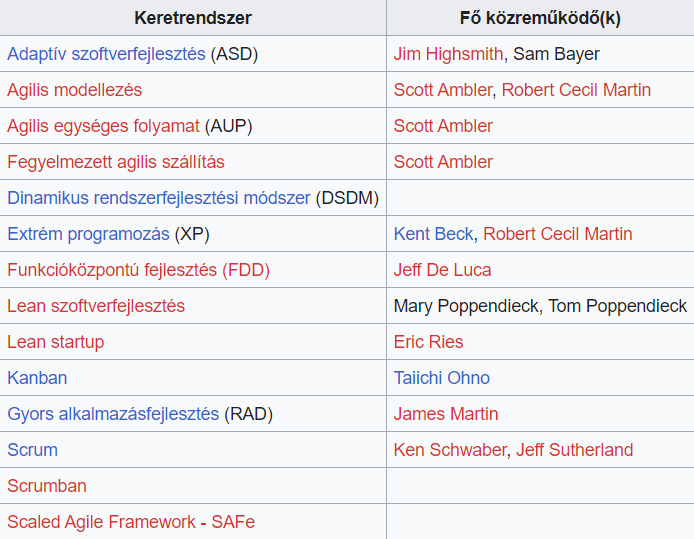 Keretrendszer Fő közreműködő(k)
Adaptív szoftverfejlesztés (ASD) Jim Highsmith, Sam Bayer
Agilis modellezés Scott Ambler, Robert Cecil Martin
Agilis egységes folyamat (AUP) Scott Ambler
Fegyelmezett agilis szállítás Scott Ambler
Dinamikus rendszerfejlesztési módszer (DSDM)
Extrém programozás (XP) Kent Beck, Robert Cecil Martin
Funkcióközpontú fejlesztés (FDD) Jeff De Luca
Lean szoftverfejlesztés Mary Poppendieck, Tom Poppendieck
Lean startup Eric Ries
Kanban Taiichi Ohno
Gyors alkalmazásfejlesztés (RAD) James Martin
Scrum Ken Schwaber, Jeff Sutherland
Scrumban
Scaled Agile Framework - SAFe